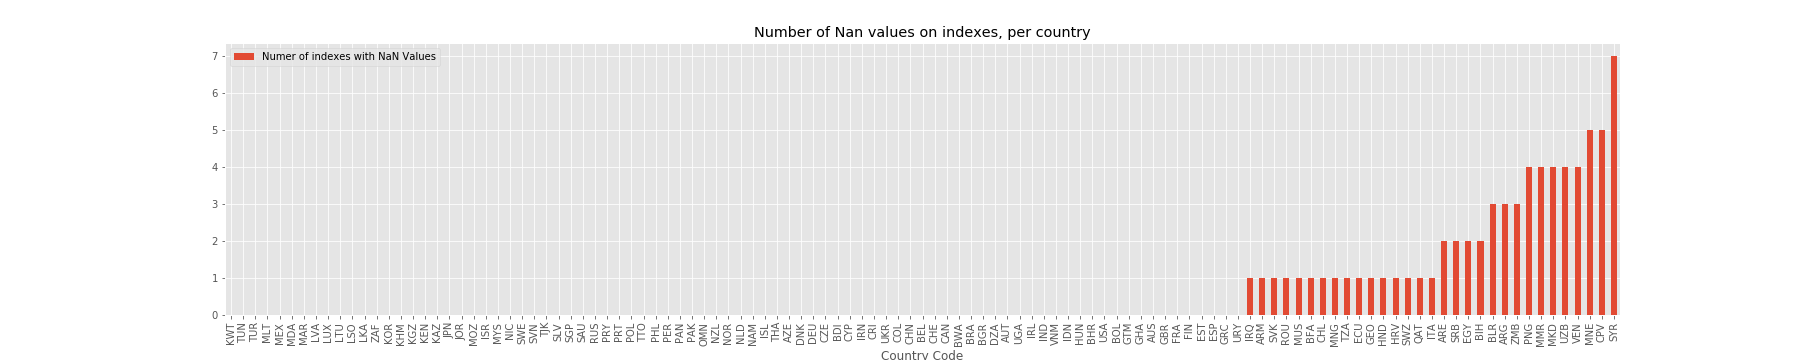 Number of Nan values on indexes, per country
Numer of indexes with NaN Values
7
6
5
4
3
2
1
0
KWT TUN TUR MLT MEX MDA MAR LVA LUX LTU LSO LKA ZAF KOR KHM KGZ KEN KAZ JPN JOR MOZ ISR MYS NIC SWE SVN TJK SLV SGP SAU RUS PRY PRT POL TTO PHL PER PAN PAK OMN NZL NOR NLD NAM ISL THA AZE DNK DEU CZE BDI CYP IRN CRI UKR COL CHN BEL CHE CAN BWA BRA BGR DZA AUT UGA IRL IND VNM IDN HUN BHR USA BOL GTM GHA AUS GBR FRA FIN EST ESP GRC URY IRQ ARM SVK ROU MUS BFA CHL MNG TZA ECU GEO HND HRV SWZ QAT ITA ARE SRB EGY BIH BLR ARG ZMB PNG MMR MKD UZB VEN MNE CPV SYR
Country Code